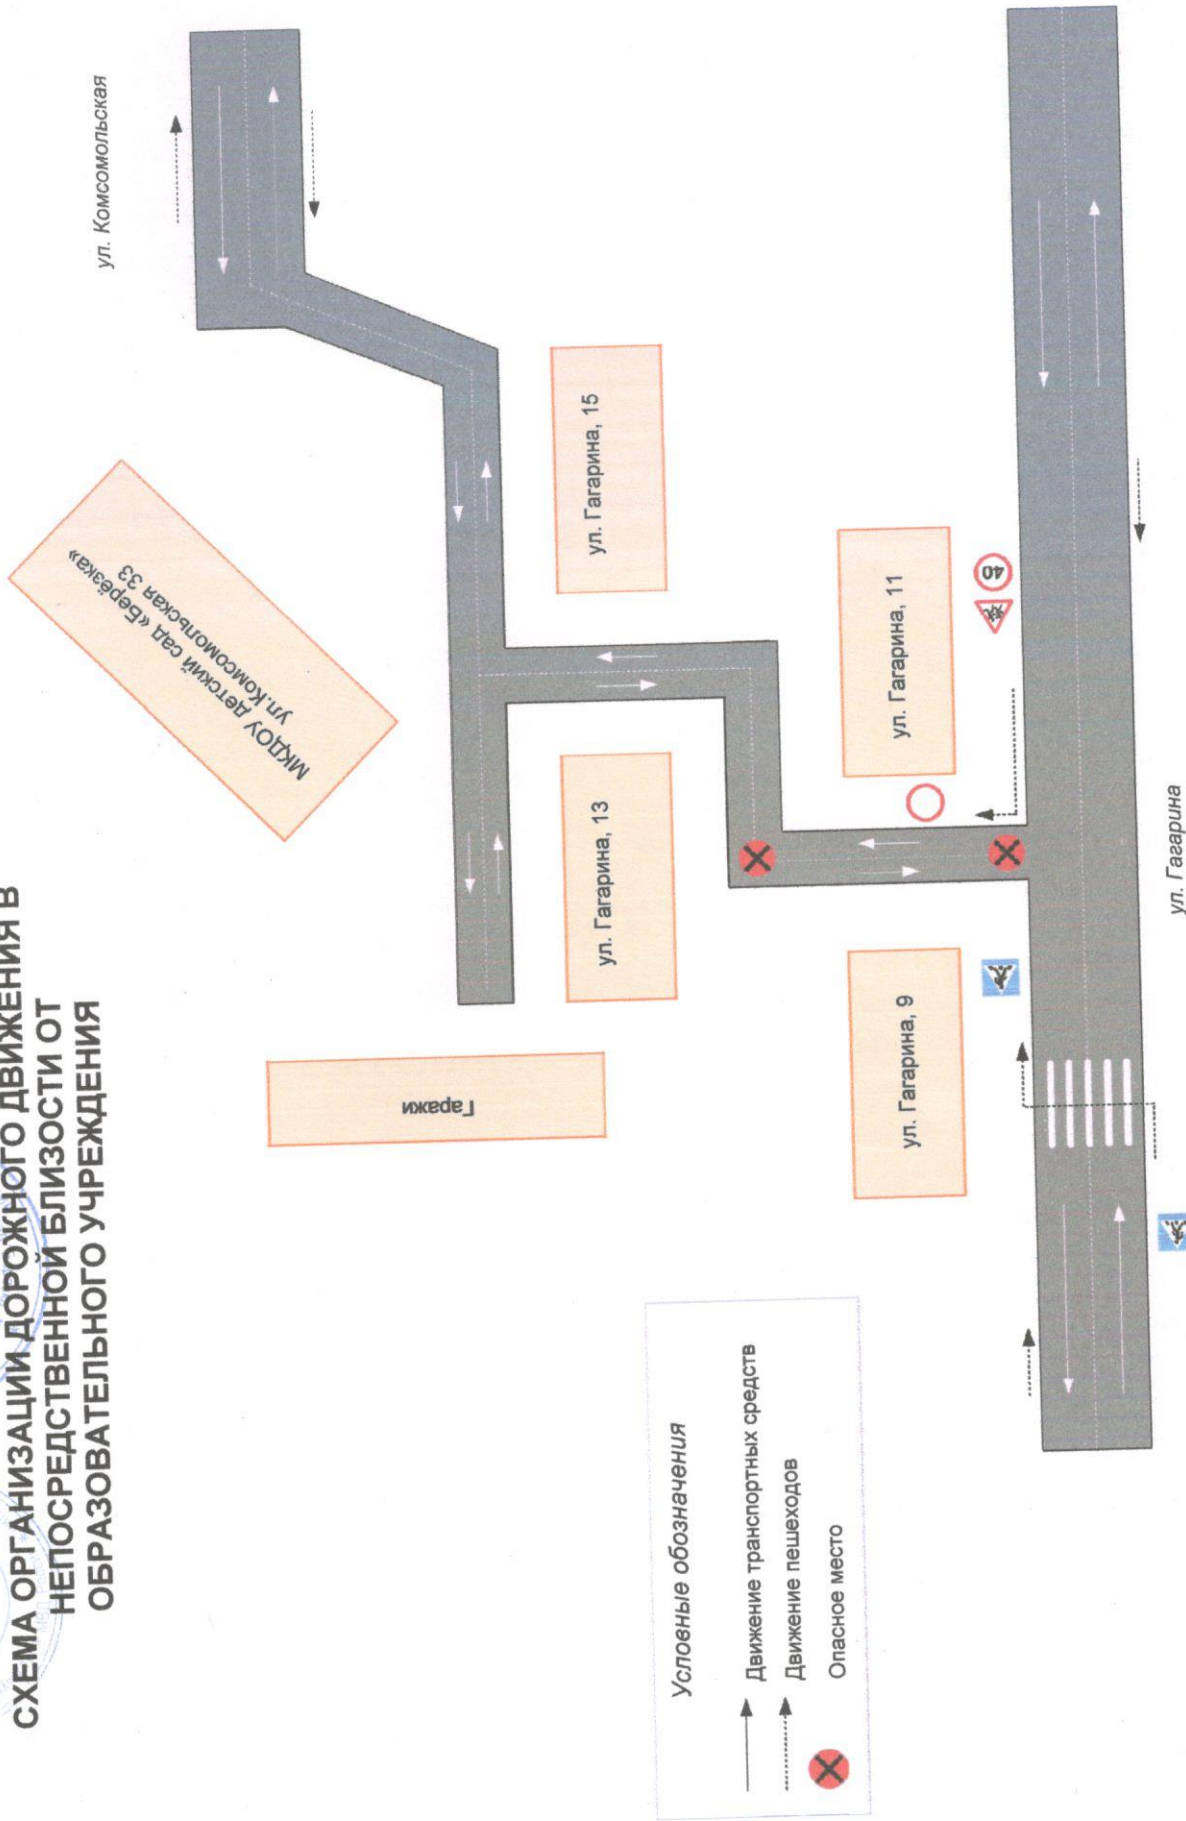 СХЕМА ОРГАНИЗАЦИИ ДОРОЖНОГО ДВИЖЕНИЯ В
НЕПОСРЕДСТВЕННОЙ БЛИЗОСТИ ОТ
ОБРАЗОВАТЕЛЬНОГО УЧРЕЖДЕНИЯ
ул. Комсомольская
МКДОУ детский сад «Берёзка»
ул.Комсомольская 33
Гаражи
ул. Гагарина, 13
ул. Гагарина, 15
ул. Гагарина, 9
ул. Гагарина, 11
40
ул. Гагарина
Условные обозначения
Движение транспортных средств
Движение пешеходов
Опасное место